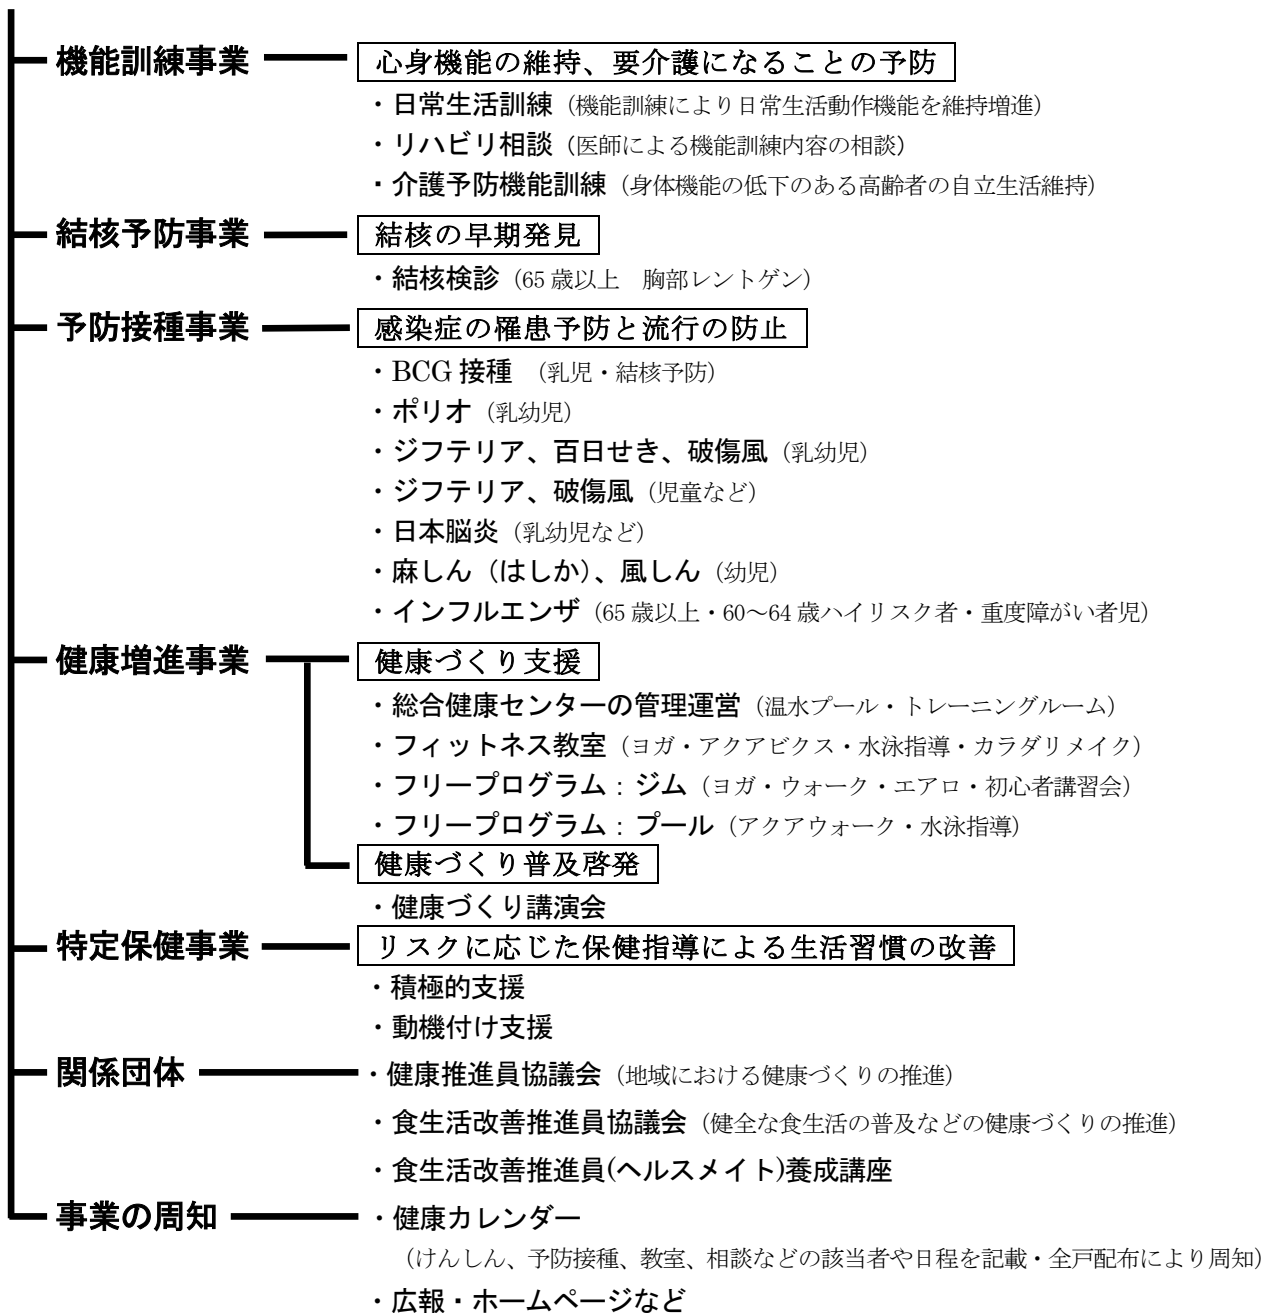 機能訓練事業 心身機能の維持、要介護になることの予防
・日常生活訓練（機能訓練により日常生活動作機能を維持増進）
・リハビリ相談（医師による機能訓練内容の相談）
・介護予防機能訓練（身体機能の低下のある高齢者の自立生活維持）
結核予防事業 結核の早期発見
・結核検診（65歳以上　胸部レントゲン）
予防接種事業 感染症の罹患予防と流行の防止
・BCG接種　（乳児・結核予防）
・ポリオ（乳幼児）
・ジフテリア、百日せき、破傷風（乳幼児）
・ジフテリア、破傷風（児童など）
・日本脳炎（乳幼児など）
・麻しん（はしか）、風しん（幼児）
・インフルエンザ（65歳以上・60～64歳ハイリスク者・重度障がい者児）
健康増進事業 健康づくり支援
・総合健康センターの管理運営（温水プール・トレーニングルーム）
・フィットネス教室（ヨガ・アクアビクス・水泳指導・カラダリメイク）
・フリープログラム：ジム（ヨガ・ウォーク・エアロ・初心者講習会）
・フリープログラム：プール（アクアウォーク・水泳指導）
健康づくり普及啓発
・健康づくり講演会
特定保健事業 リスクに応じた保健指導による生活習慣の改善
・積極的支援
・動機付け支援
関係団体 ・健康推進員協議会（地域における健康づくりの推進）
・食生活改善推進員協議会（健全な食生活の普及などの健康づくりの推進）
・食生活改善推進員(ヘルスメイト)養成講座
事業の周知 ・健康カレンダー
（けんしん、予防接種、教室、相談などの該当者や日程を記載・全戸配布により周知）
・広報・ホームページなど